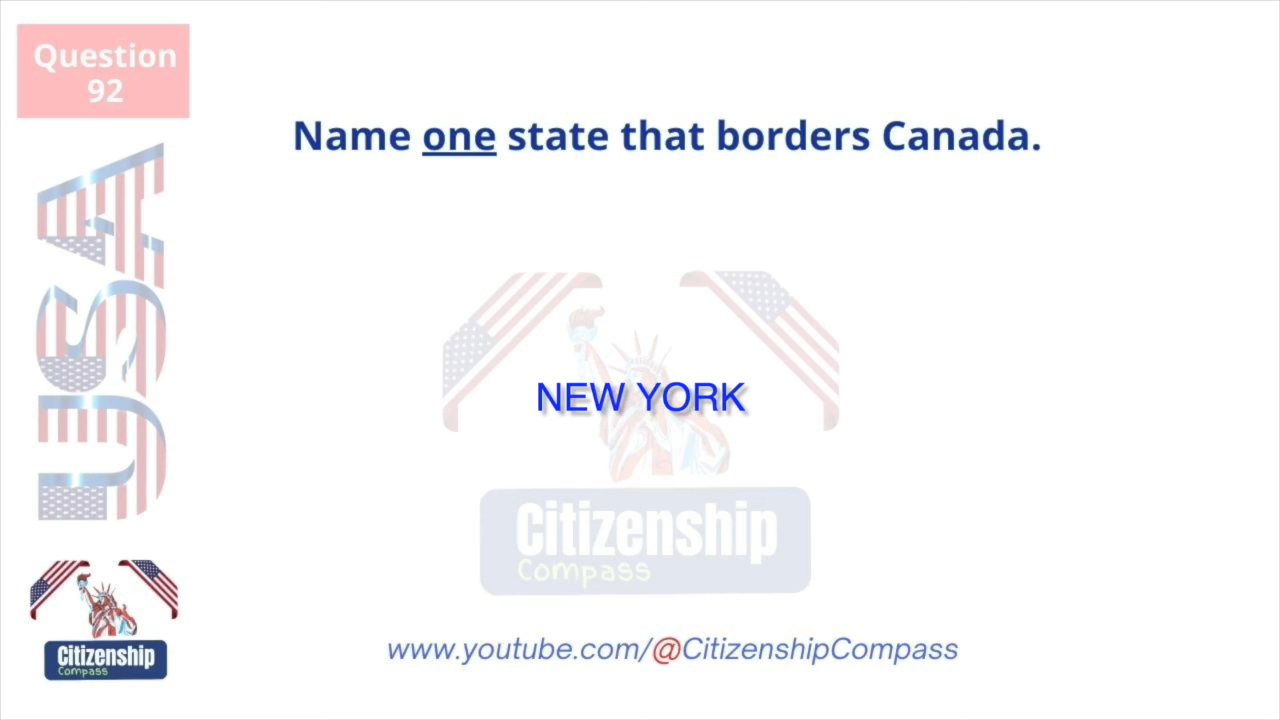 Question
92
Name one state that borders Canada.
USA
NEW YORK
Citizenship
Compass
Citizenship
Compass
www.youtube.com/@CitizenshipCompass